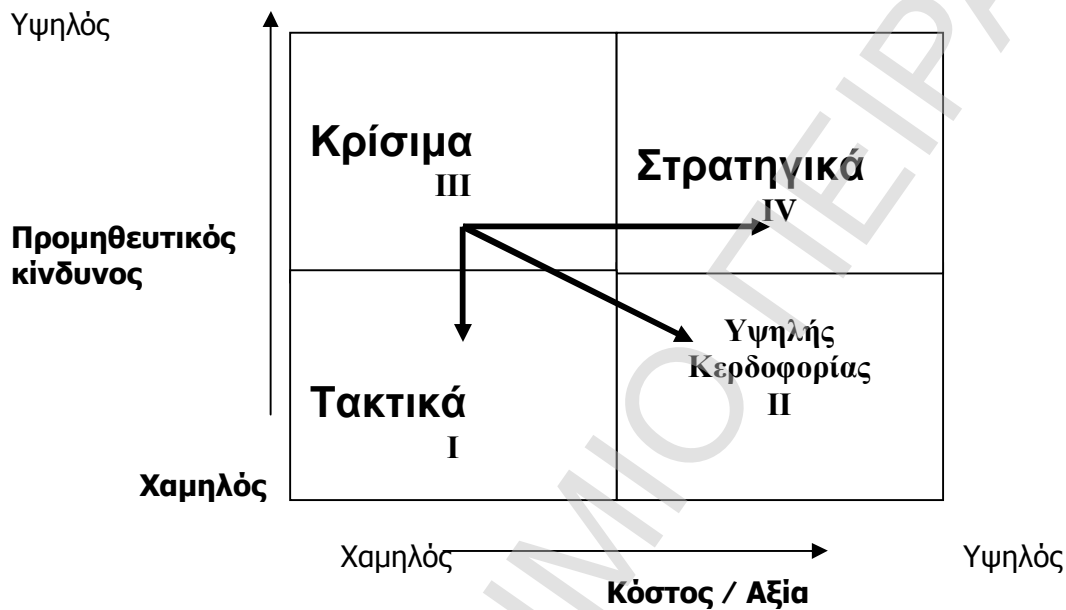 Υψηλός
Κρίσιμα
III
Στρατηγικά
IV
Προμηθευτικός
κίνδυνος
Υψηλής
Κερδοφορίας
II
Τακτικά
I
Χαμηλός
Χαμηλός
Υψηλός
Κόστος / Αξία